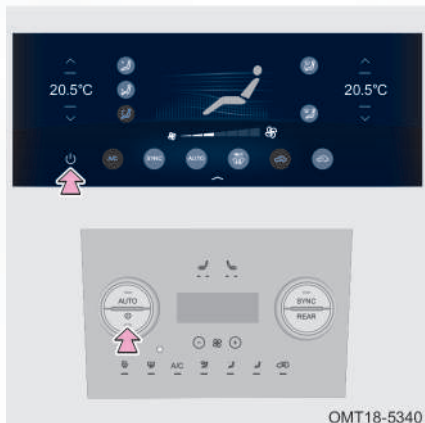 20.5°C 20.5°C
A/C SYNC AUTO
AUTO SYNC
REAR
A/C
OMT18-5340